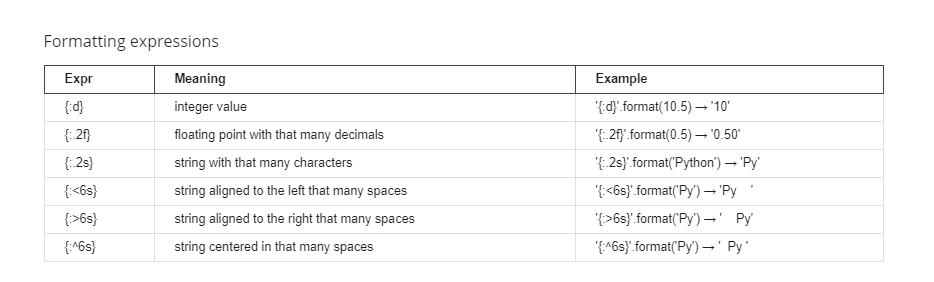 Formatting expressions
Expr Meaning Example
{:d} integer value '{:d}'.format(10.5) → '10'
{:.2f} floating point with that many decimals '{:.2f}'.format(0.5) → '0.50'
{:.2s} string with that many characters '{:.2s}'.format('Python') → 'Py'
{:<6s} string aligned to the left that many spaces '{:<6s}'.format('Py') → 'Py    '
{:>6s} string aligned to the right that many spaces '{:>6s}'.format('Py') → '    Py'
{:^6s} string centered in that many spaces '{:^6s}'.format('Py') → '  Py  '